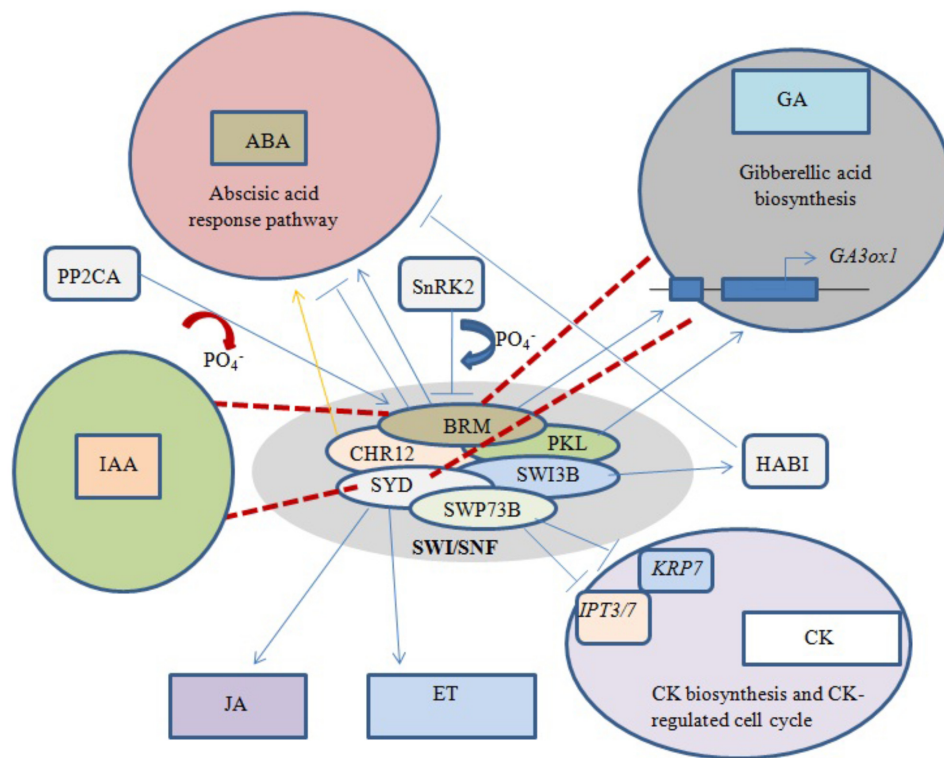 ABA
Abscisic acid
response pathway
GA
Gibberellic acid
biosynthesis
GA3ox1
PP2CA
PO4-
SnRK2
PO4-
IAA
BRM
PKL
CHR12
SWI3B
SYD
SWP73B
SWI/SNF
HABI
KRP7
IPT3/7
CK
CK biosynthesis and CK-
regulated cell cycle
JA
ET